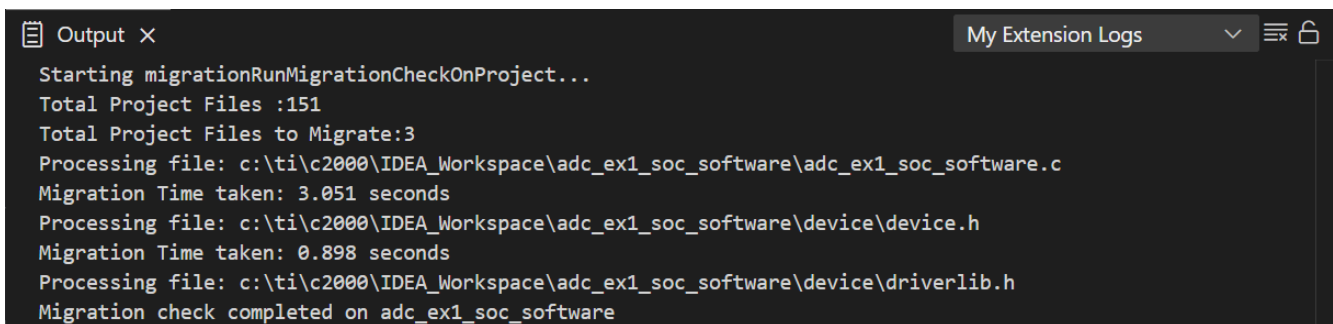 Output
My Extension Logs
Starting migrationRunMigrationCheckOnProject...
Total Project Files :151
Total Project Files to Migrate:3
Processing file: c:\ti\c2000\IDEA_Workspace\adc_ex1_soc_software\adc_ex1_soc_software.c
Migration Time taken: 3.051 seconds
Processing file: c:\ti\c2000\IDEA_Workspace\adc_ex1_soc_software\device\device.h
Migration Time taken: 0.898 seconds
Processing file: c:\ti\c2000\IDEA_Workspace\adc_ex1_soc_software\device\driverlib.h
Migration check completed on adc_ex1_soc_software